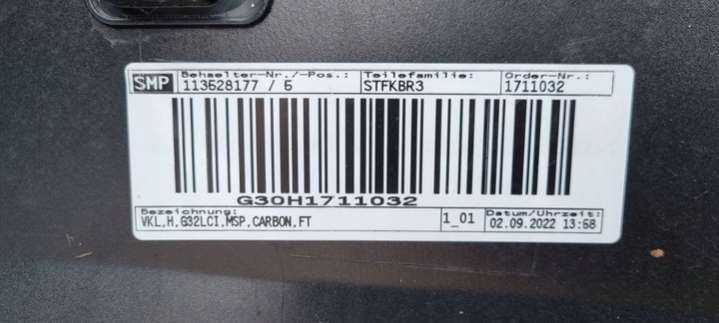 SMP Behaelter-Nr./-Pos.: Teilefamilie: Order-Nr.:
113628177 / 6 STFKBR3 1711032
G30H1711032
Bezeichnung: Datum/Uhrzeit:
VKL,H,G32LCI,MSP,CARBON,FT 1_01 02.09.2022 13:58